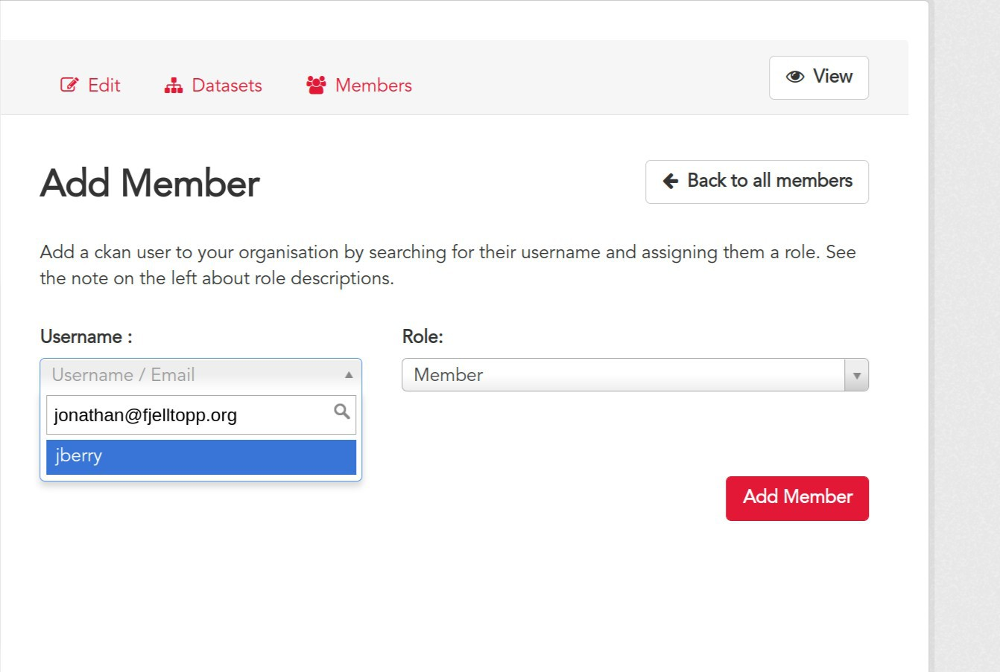 Edit Datasets Members View
Add Member
Back to all members
Add a ckan user to your organisation by searching for their username and assigning them a role. See
the note on the left about role descriptions.
Username : Role:
Username / Email Member
jonathan@fjelltopp.org
jberry
Add Member